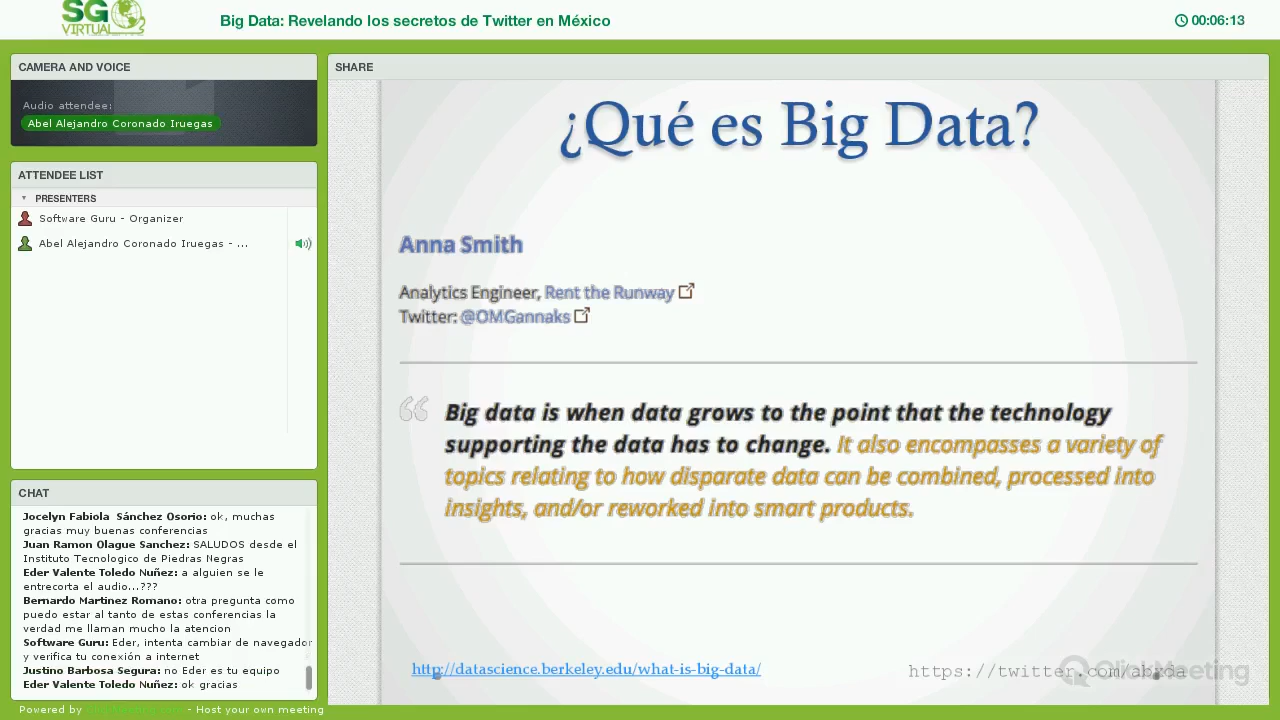 SG
VIRTUAL
Big Data: Revelando los secretos de Twitter en México
00:06:13
CAMERA AND VOICE
Audio attendee:
Abel Alejandro Coronado Iruegas
ATTENDEE LIST
PRESENTERS
Software Guru - Organizer
Abel Alejandro Coronado Iruegas - ...
CHAT
Jocelyn Fabiola Sánchez Osorio: ok, muchas
gracias muy buenas conferencias
Juan Ramon Olague Sanchez: SALUDOS desde el
Instituto Tecnologico de Piedras Negras
Eder Valente Toledo Nuñez: a alguien se le
entrecorta el audio...???
Bernardo Martinez Romano: otra pregunta como
puedo estar al tanto de estas conferencias la
verdad me llaman mucho la atencion
Software Guru: Eder, intenta cambiar de navegador
y verifica tu conexión a internet
Justino Barbosa Segura: no Eder es tu equipo
Eder Valente Toledo Nuñez: ok gracias
Powered by - Host your own meeting
SHARE
¿Qué es Big Data?
Anna Smith
Analytics Engineer, Rent the Runway
Twitter: @OMGannaks
Big data is when data grows to the point that the technology
supporting the data has to change. It also encompasses a variety of
topics relating to how disparate data can be combined, processed into
insights, and/or reworked into smart products.
http://datascience.berkeley.edu/what-is-big-data/
https://twitter.com/abxda
ClickMeeting